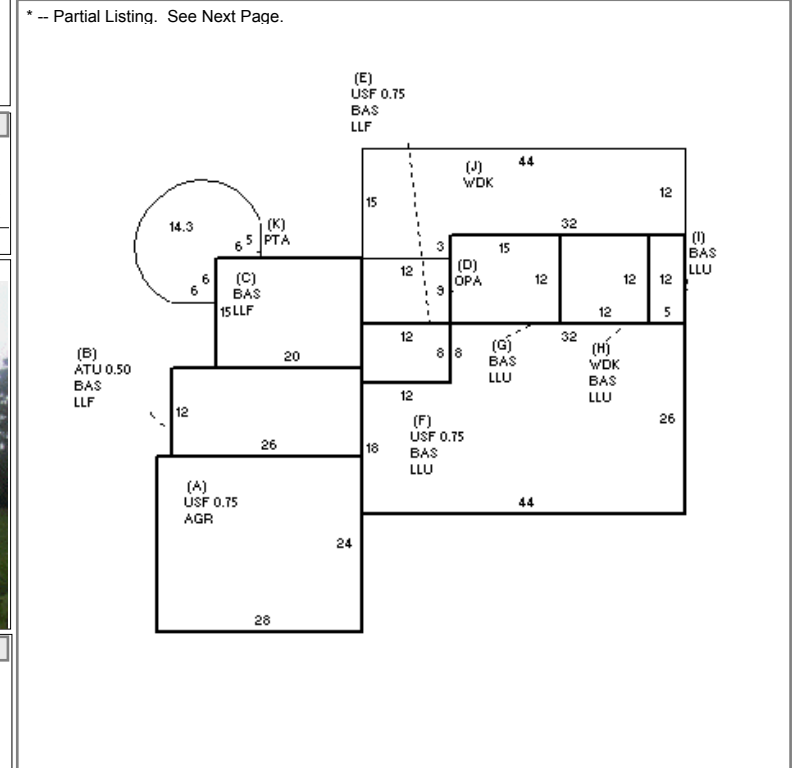 * -- Partial Listing. See Next Page.
(E)
USF 0.75
BAS
LLF
44
(J)
WDK
15
12
14.3
(K)
PTA
6
5
32
3
15
(I)
BAS
LLU
6
6
(C)
BAS
LLF
15
12
9
(D)
OPA
12
12
12
12
5
20
12
8
8
(G)
BAS
LLU
32
(H)
WDK
BAS
LLU
(B)
ATU 0.50
BAS
LLF
12
12
26
18
(F)
USF 0.75
BAS
LLU
26
(A)
USF 0.75
AGR
44
24
28